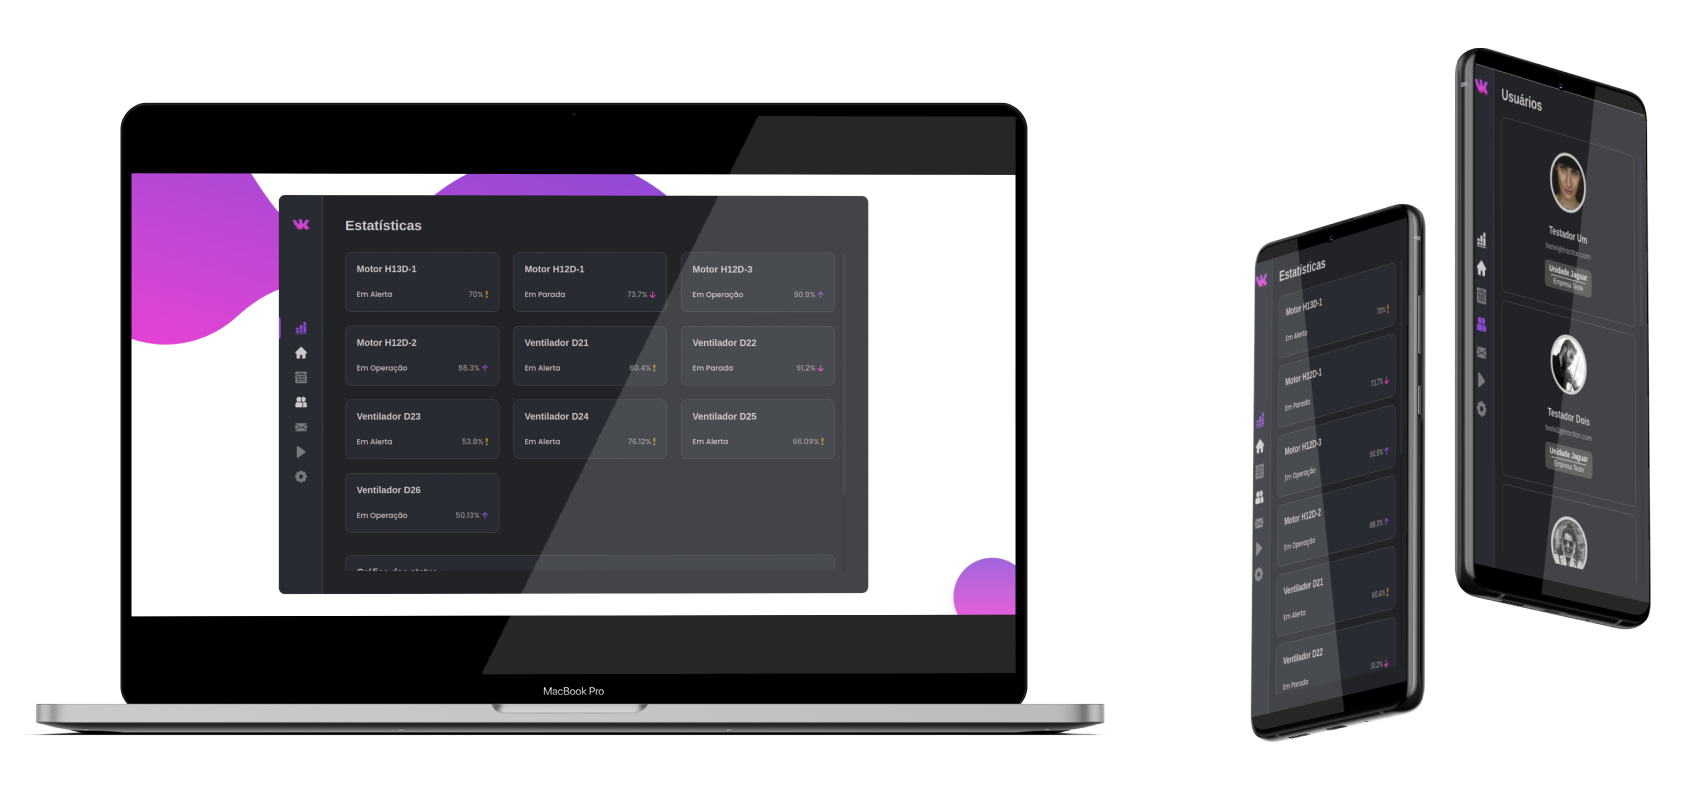 Estatísticas
Motor H13D-1
Em Alerta
70%!
Motor H12D-1
Em Parada
73.7%
Motor H12D-3
Em Operação
90.9%
Motor H12D-2
Em Operação
88.3%
Ventilador D21
Em Alerta
60.4%!
Ventilador D22
Em Parada
91.2%
Ventilador D23
Em Alerta
53.8%!
Ventilador D24
Em Alerta
76.12%!
Ventilador D25
Em Alerta
66.09%!
Ventilador D26
Em Operação
50.13%
MacBook Pro
Estatísticas
Motor H13D-1
70%!
Em Alerta
Motor H12D-1
73.7%
Em Parada
Motor H12D-3
90.9%
Em Operação
Motor H12D-2
88.3%
Em Operação
Ventilador D21
60.4%!
Em Alerta
Ventilador D22
91.2%
Em Parada
Usuários
Testador Um
Unidade Jaguar
Empresa Teste
Testador Dois
Unidade Jaguar
Empresa Teste